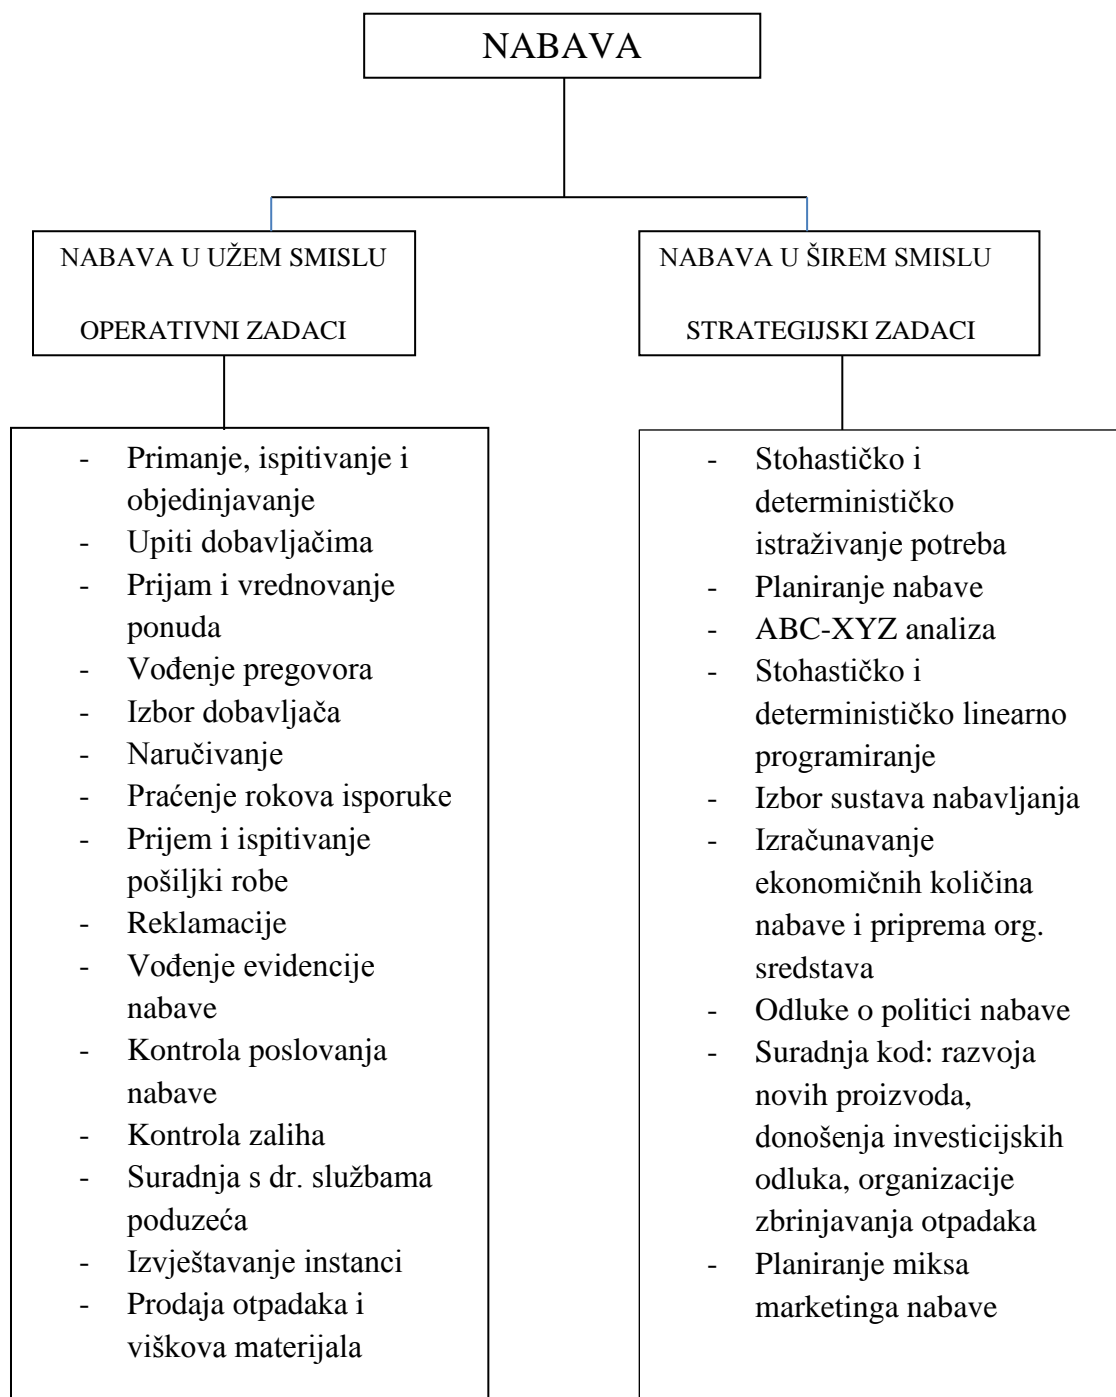 NABAVA
NABAVA U UŽEM SMISLU
OPERATIVNI ZADACI
- Primanje, ispitivanje i
objedinjavanje
- Upiti dobavljačima
- Prijam i vrednovanje
ponuda
- Vođenje pregovora
- Izbor dobavljača
- Naručivanje
- Praćenje rokova isporuke
- Prijem i ispitivanje
pošiljki robe
- Reklamacije
- Vođenje evidencije
nabave
- Kontrola poslovanja
nabave
- Kontrola zaliha
- Suradnja s dr. službama
poduzeća
- Izvještavanje instanci
- Prodaja otpadaka i
viškova materijala
NABAVA U ŠIREM SMISLU
STRATEGIJSKI ZADACI
- Stohastičko i
determinističko
istraživanje potreba
- Planiranje nabave
- ABC-XYZ analiza
- Stohastičko i
determinističko linearno
programiranje
- Izbor sustava nabavljanja
- Izračunavanje
ekonomičnih količina
nabave i priprema org.
sredstava
- Odluke o politici nabave
- Suradnja kod: razvoja
novih proizvoda,
donošenja investicijskih
odluka, organizacije
zbrinjavanja otpadaka
- Planiranje miksa
marketinga nabave